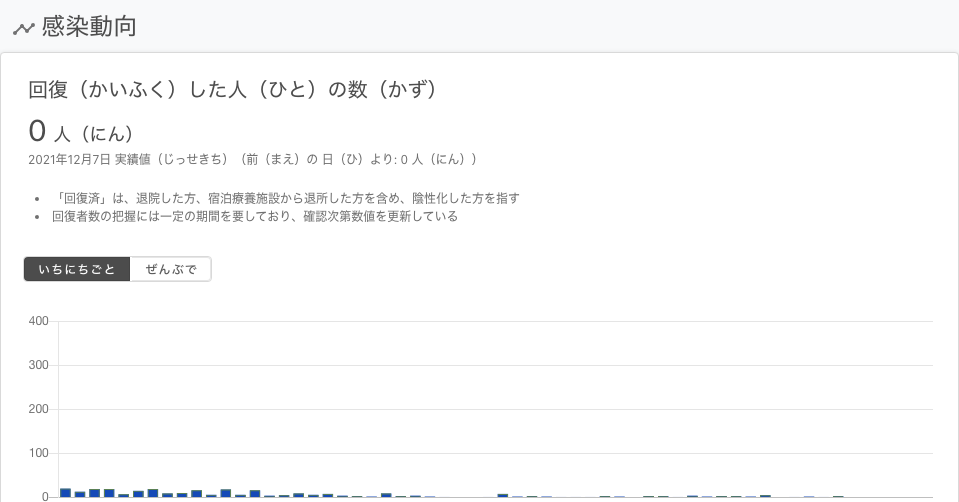 感染動向
回復（かいふく）した人（ひと）の数（かず）
0 人（にん）
2021年12月7日 実績値（じっせきち）（前（まえ）の 日（ひ）より: 0 人（にん））
「回復済」は、退院した方、宿泊療養施設から退所した方を含め、陰性化した方を指す
回復者数の把握には一定の期間を要しており、確認次第数値を更新している
いちにちごと ぜんぶで
400
300
200
100
0